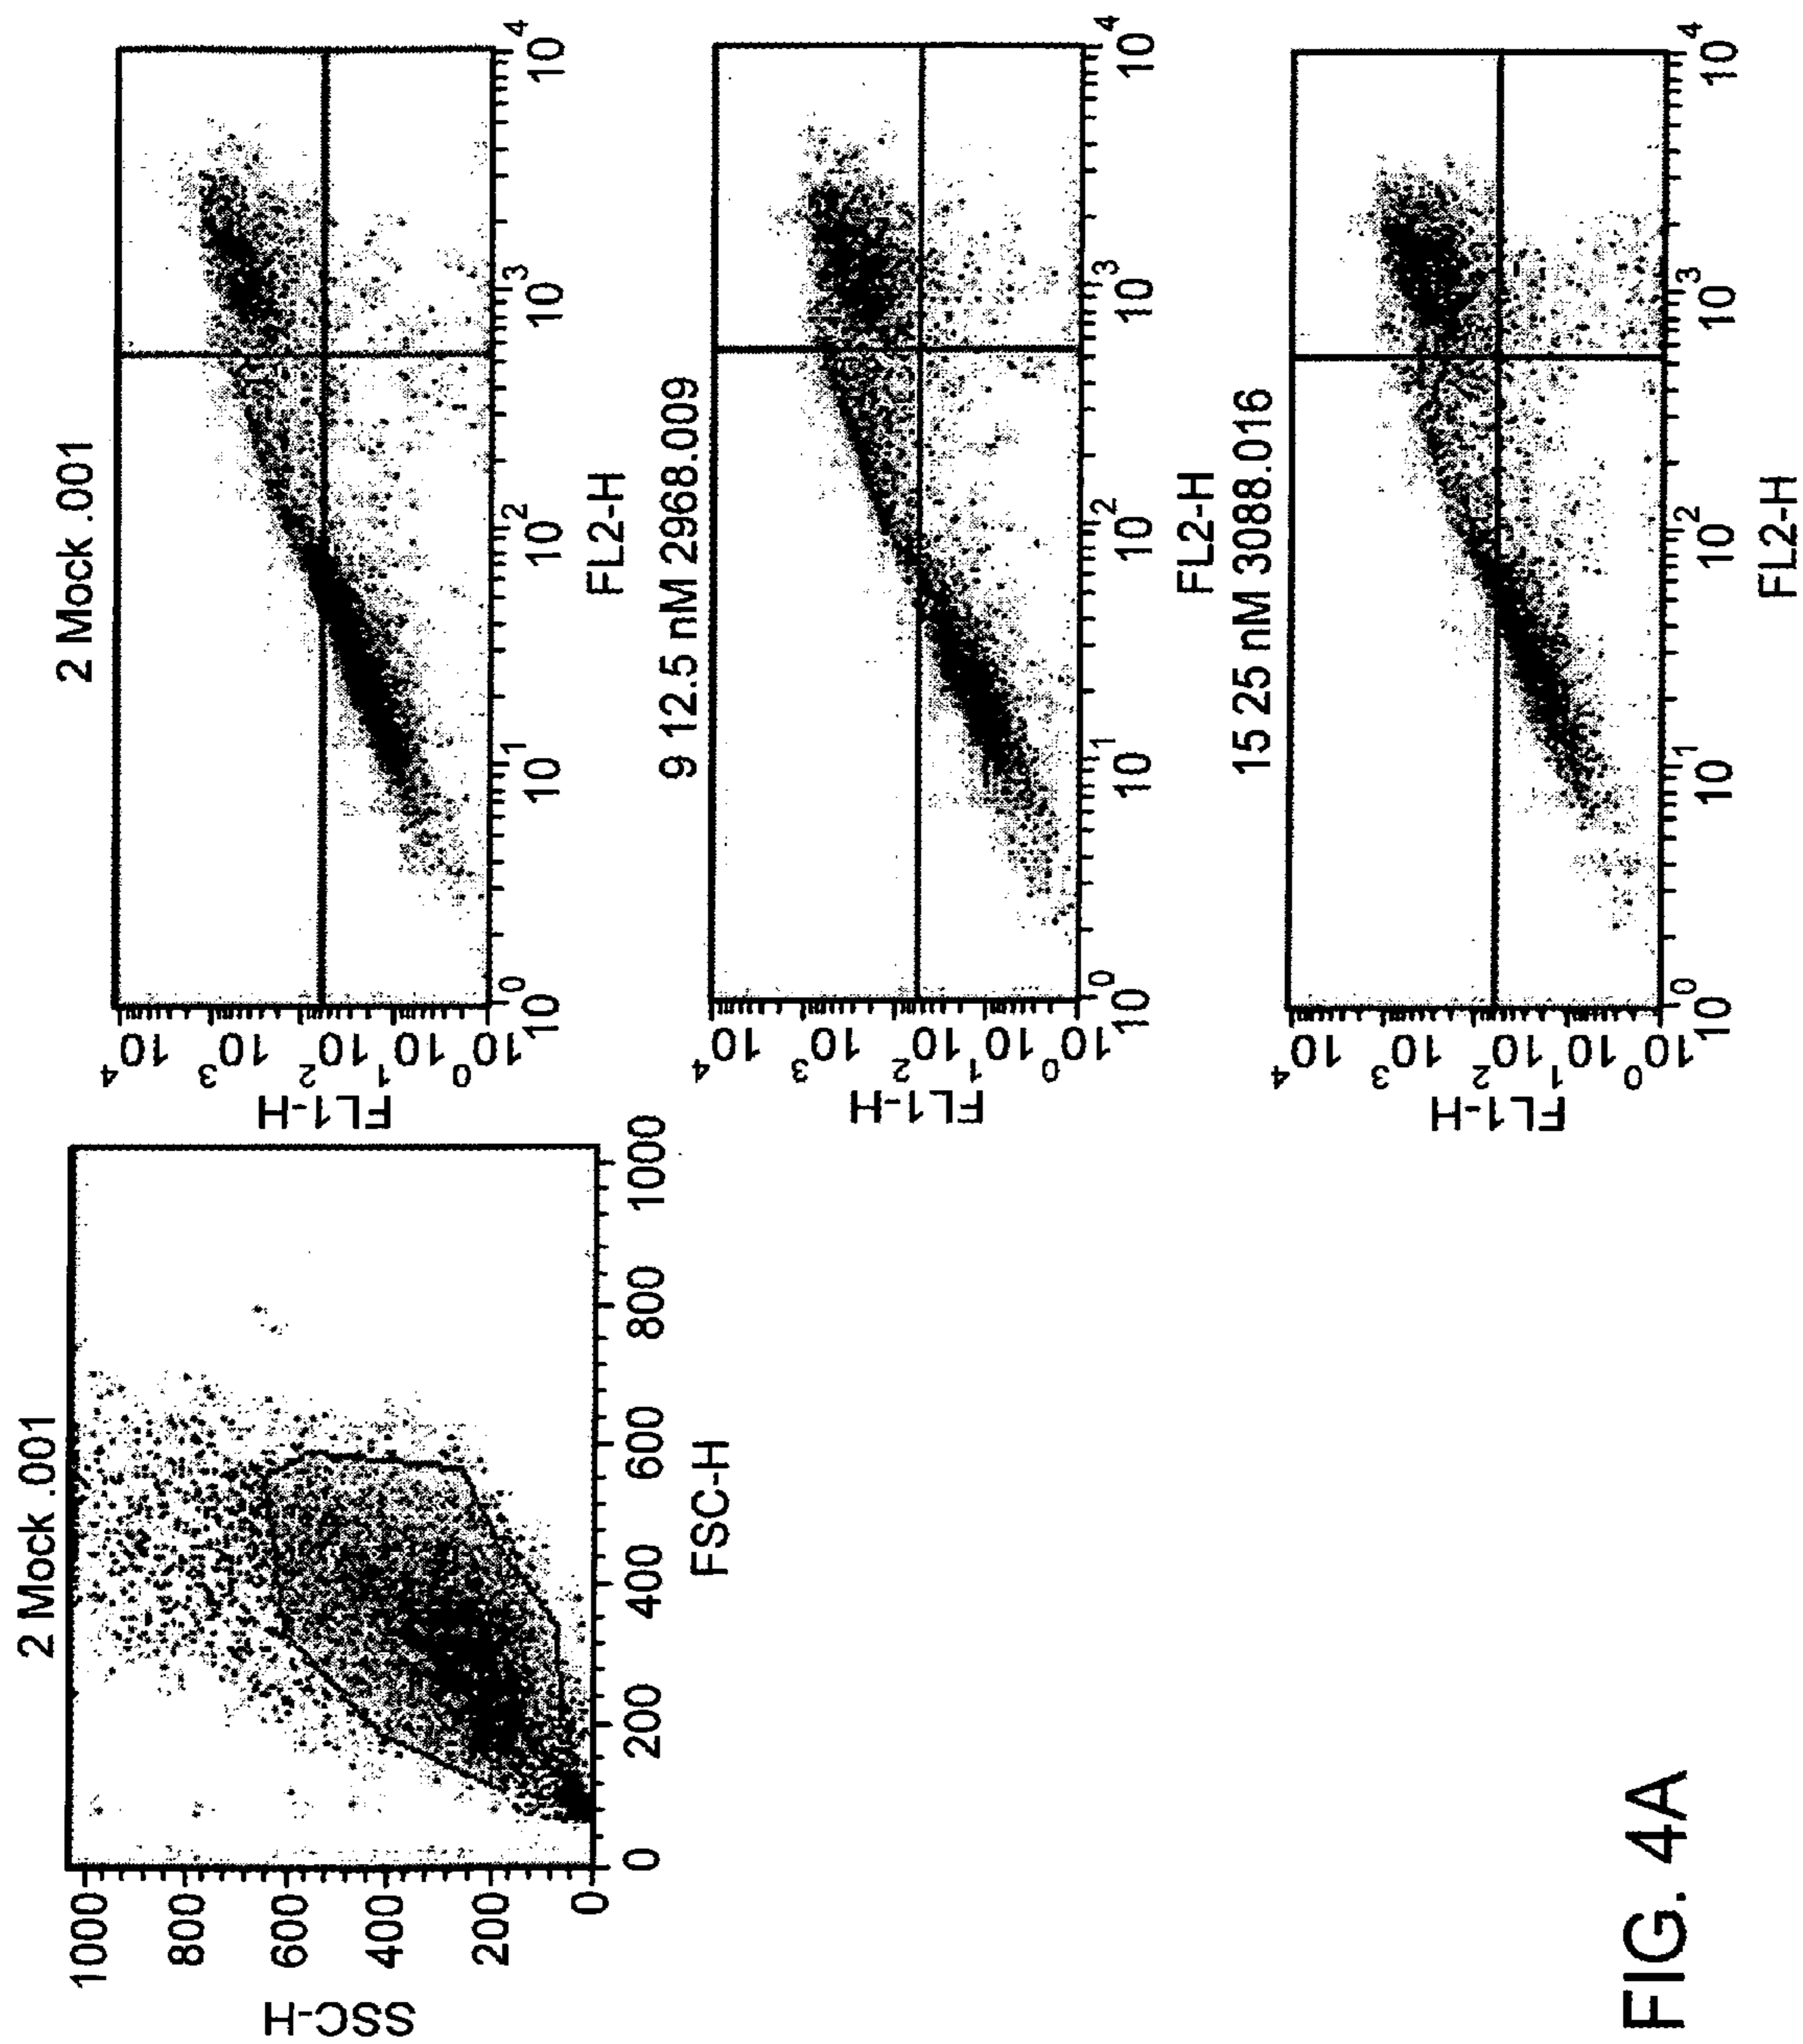 2 Mock .001
SSC-H
1000
800
600
400
200
0
0 200 400 600 800 1000
FSC-H
2 Mock .001
FL1-H
10^4
10^3
10^2
10^1
10^0
10^0 10^1 10^2 10^3 10^4
FL2-H
9 12.5 nM 2968.009
FL1-H
10^4
10^3
10^2
10^1
10^0
10^0 10^1 10^2 10^3 10^4
FL2-H
15 25 nM 3088.016
FL1-H
10^4
10^3
10^2
10^1
10^0
10^0 10^1 10^2 10^3 10^4
FL2-H
FIG. 4A